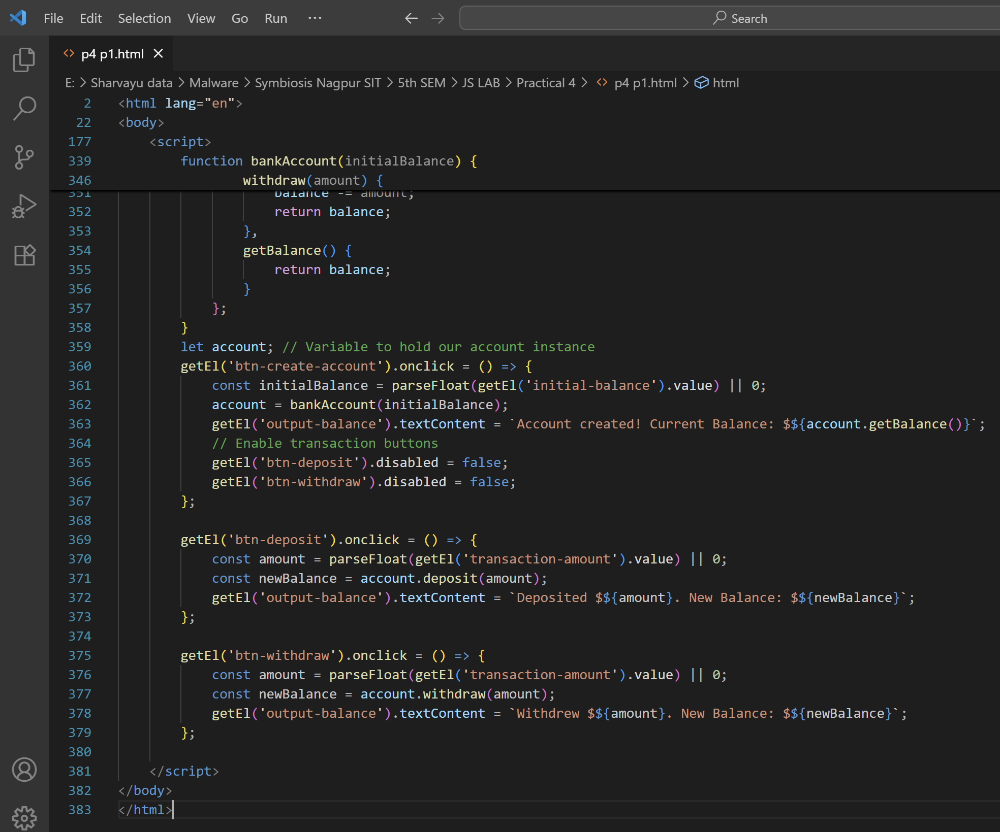 File Edit Selection View Go Run ··· Search
p4 p1.html
E: > Sharvayu data > Malware > Symbiosis Nagpur SIT > 5th SEM > JS LAB > Practical 4 > <> p4 p1.html > html
2 <html lang="en">
22 <body>
177 <script>
339 function bankAccount(initialBalance) {
346 withdraw(amount) {
351 balance -= amount;
352 return balance;
353 },
354 getBalance() {
355 return balance;
356 }
357 };
358 }
359 let account; // Variable to hold our account instance
360 getEl('btn-create-account').onclick = () => {
361 const initialBalance = parseFloat(getEl('initial-balance').value) || 0;
362 account = bankAccount(initialBalance);
363 getEl('output-balance').textContent = `Account created! Current Balance: $${account.getBalance()}`;
364 // Enable transaction buttons
365 getEl('btn-deposit').disabled = false;
366 getEl('btn-withdraw').disabled = false;
367 };
368
369 getEl('btn-deposit').onclick = () => {
370 const amount = parseFloat(getEl('transaction-amount').value) || 0;
371 const newBalance = account.deposit(amount);
372 getEl('output-balance').textContent = `Deposited $${amount}. New Balance: $${newBalance}`;
373 };
374
375 getEl('btn-withdraw').onclick = () => {
376 const amount = parseFloat(getEl('transaction-amount').value) || 0;
377 const newBalance = account.withdraw(amount);
378 getEl('output-balance').textContent = `Withdrew $${amount}. New Balance: $${newBalance}`;
379 };
380
381 </script>
382 </body>
383 </html>